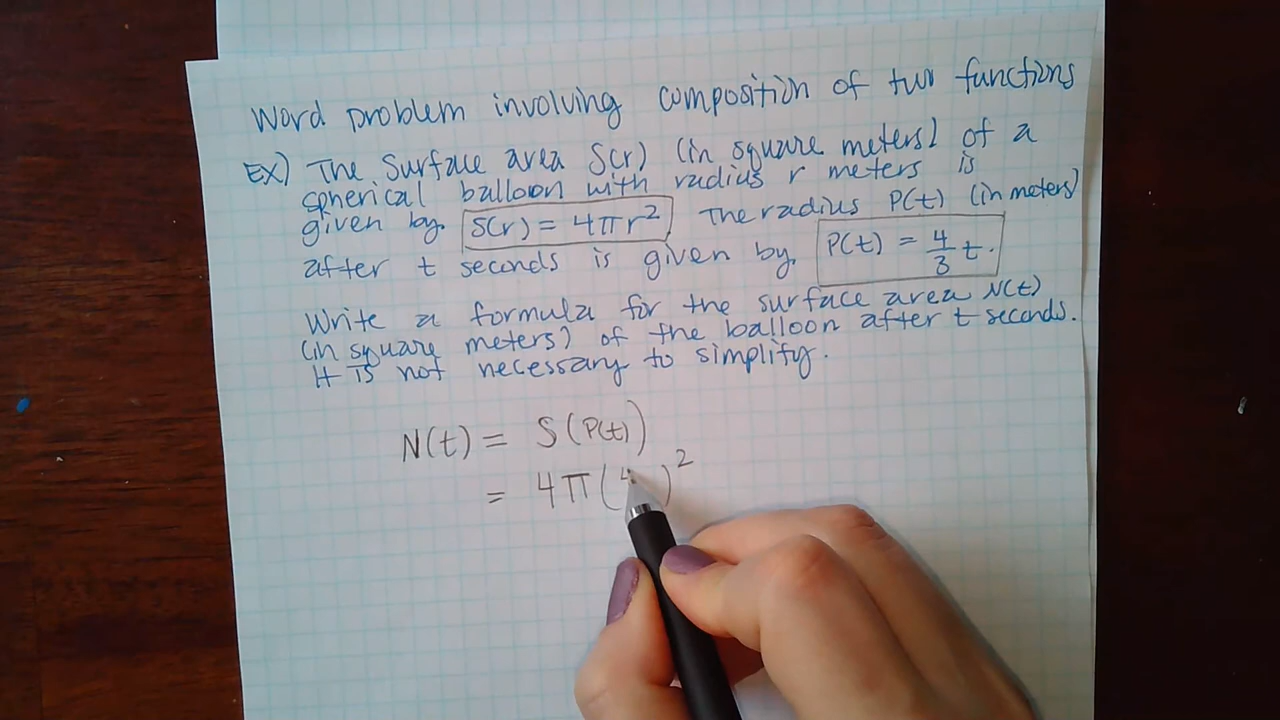 Word problem involving composition of two functions
EX) The Surface area S(r) (in square meters) of a
spherical balloon with radius r meters is
given by S(r) = 4πr² The radius P(t) (in meters)
after t seconds is given by P(t) = 4/3 t.
Write a formula for the surface area N(t)
(in square meters) of the balloon after t seconds.
It is not necessary to simplify.
N(t) = S(P(t))
= 4π(4 )²